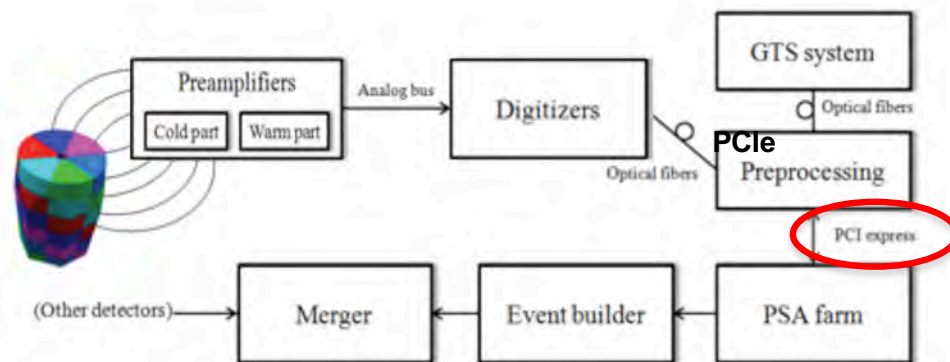 GTS system
Preamplifiers
Cold part
Warm part
Analog bus
Digitizers
Optical fibers
PCIe
Preprocessing
Optical fibers
PCI express
(Other detectors)
Merger
Event builder
PSA farm